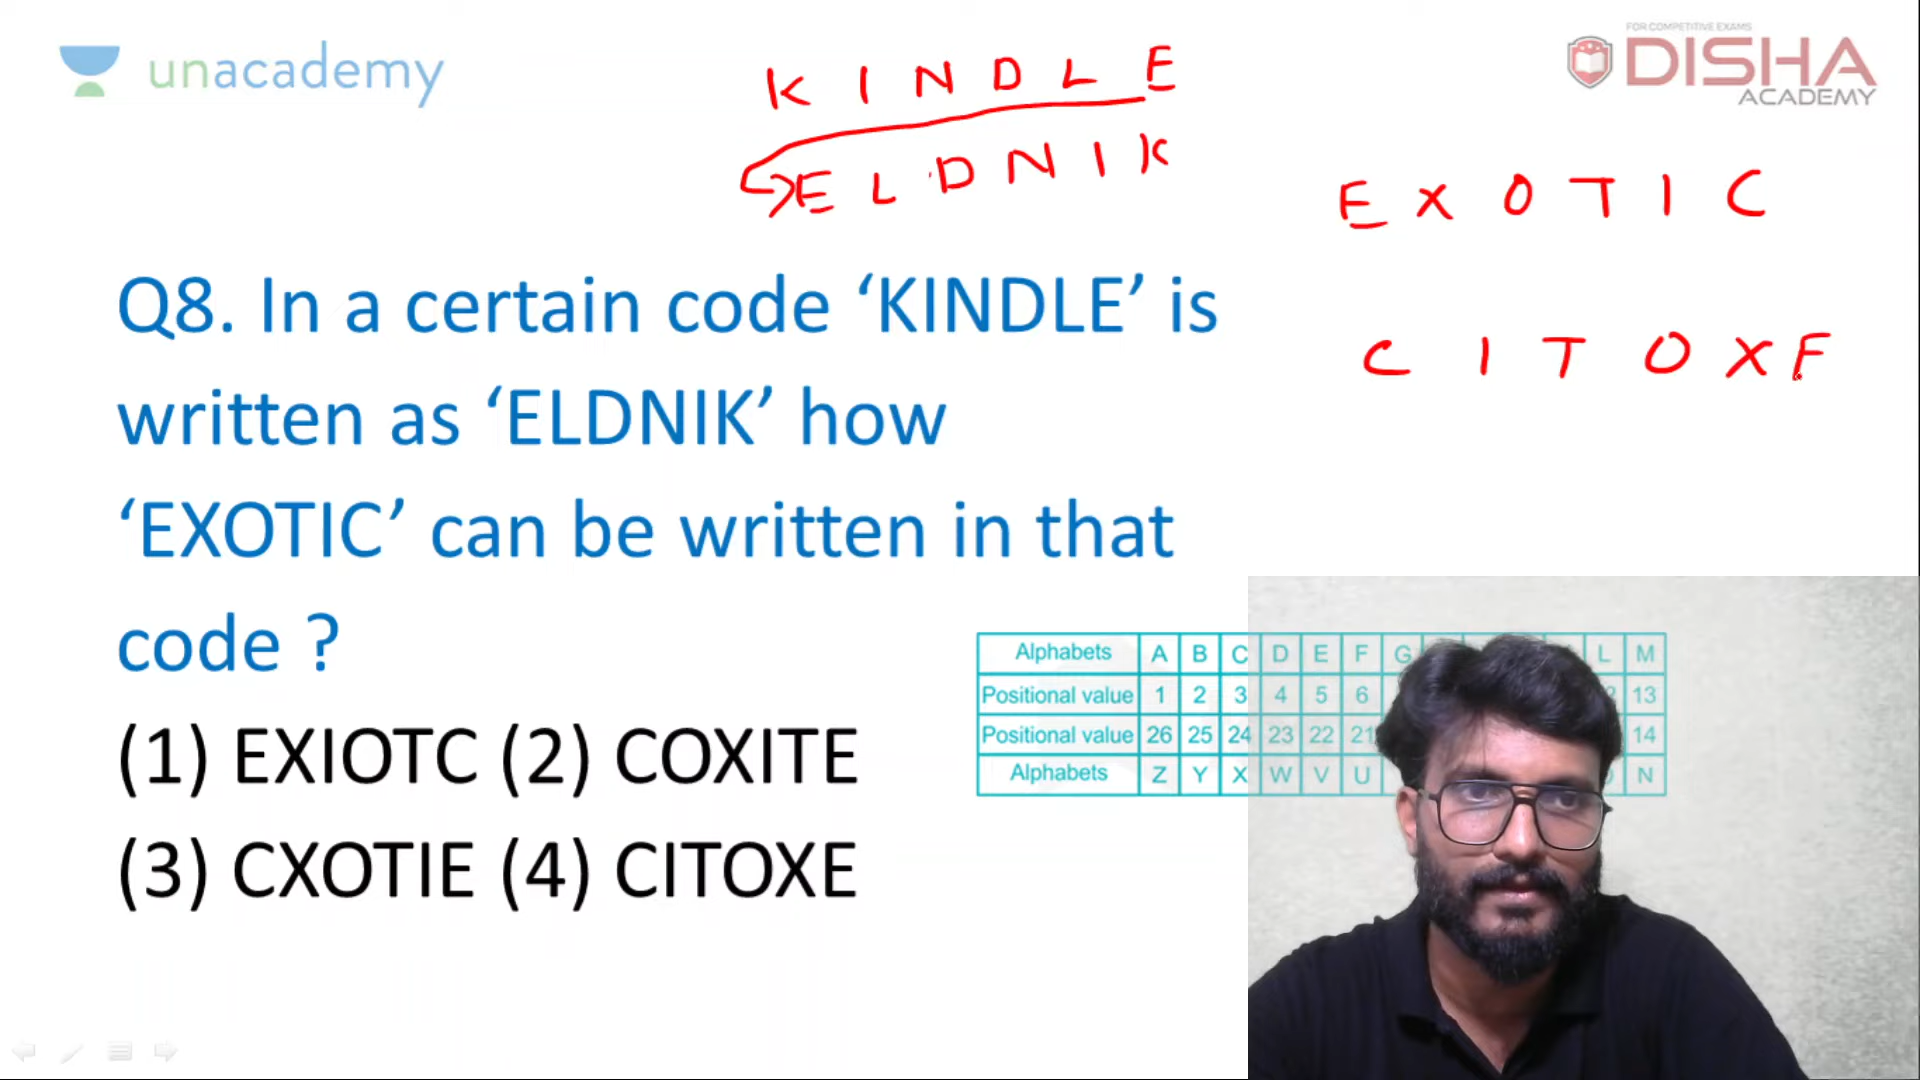 unacademy
FOR COMPETITIVE EXAMS
DISHA
ACADEMY
K I N D L E
E L D N I K
E X O T I C
C I T O X F
Q8. In a certain code ‘KINDLE’ is
written as ‘ELDNIK’ how
‘EXOTIC’ can be written in that
code ?
(1) EXIOTC (2) COXITE
(3) CXOTIE (4) CITOXE
Alphabets A B C D E F G L M
Positional value 1 2 3 4 5 6 13
Positional value 26 25 24 23 22 21 14
Alphabets Z Y X W V U N